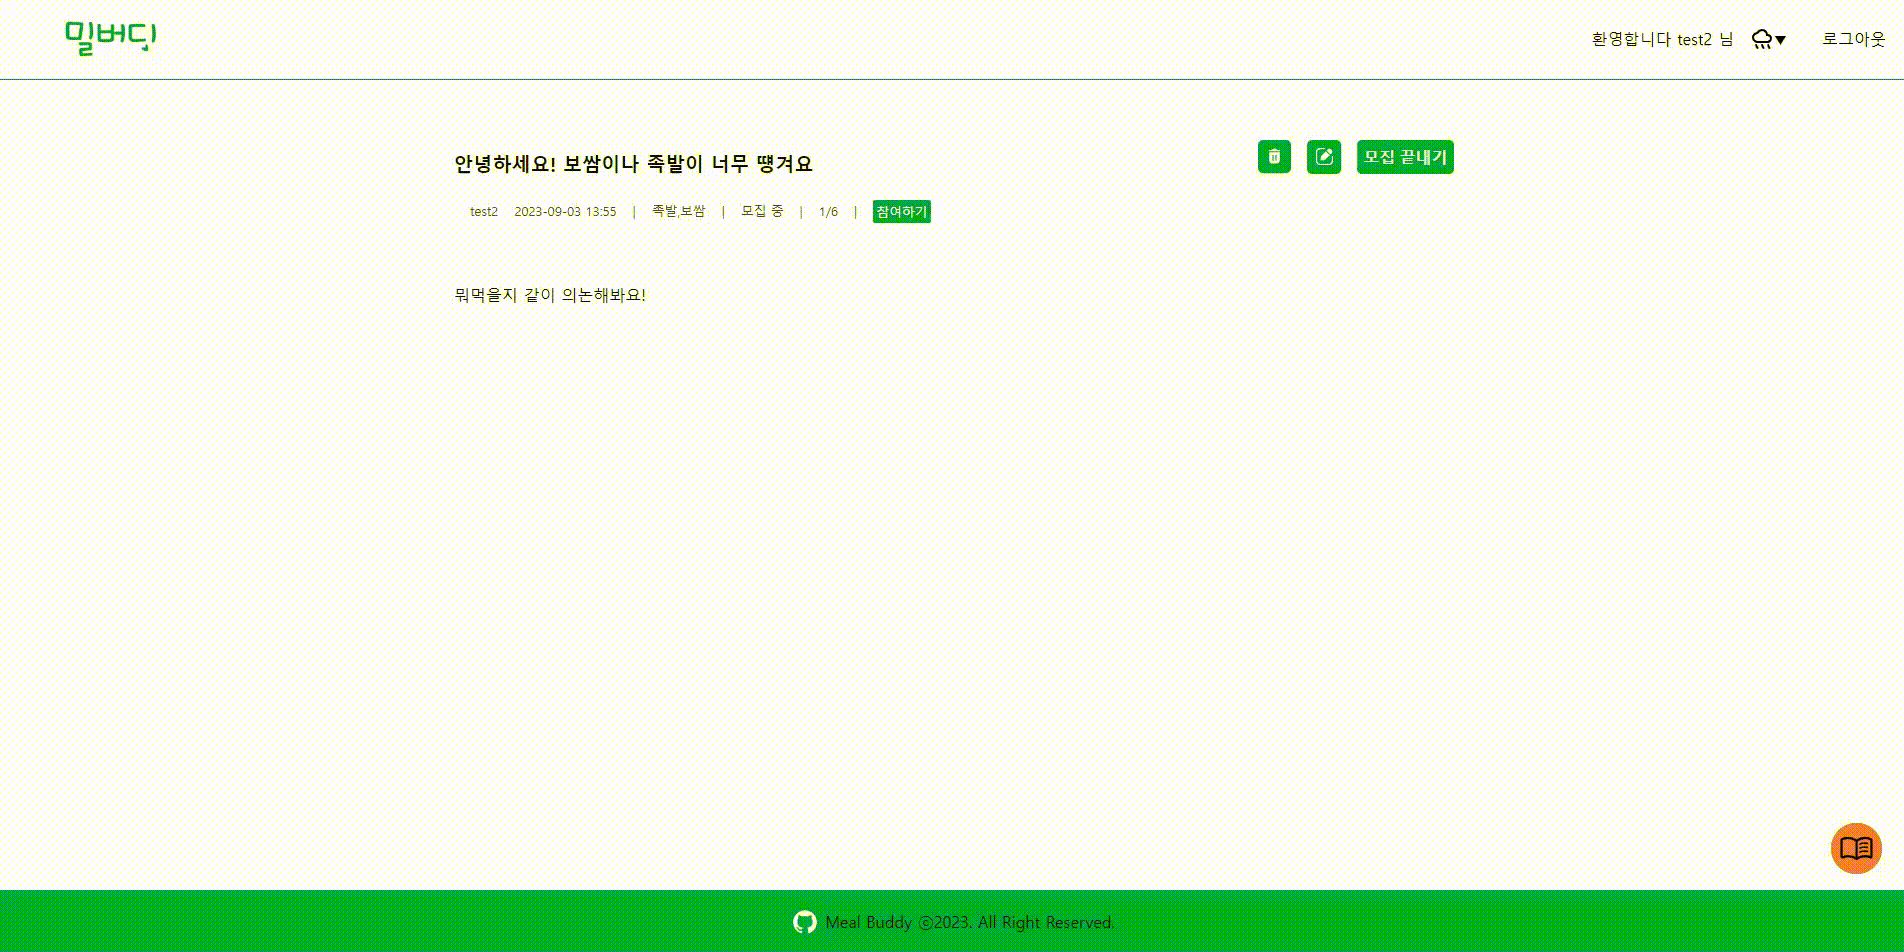 밀버디
환영합니다 test2 님 ▼ 로그아웃
안녕하세요! 보쌈이나 족발이 너무 떙겨요
모집 끝내기
test2 2023-09-03 13:55 | 족발,보쌈 | 모집 중 | 1/6 | 참여하기
뭐먹을지 같이 의논해봐요!
Meal Buddy ⓒ2023. All Right Reserved.